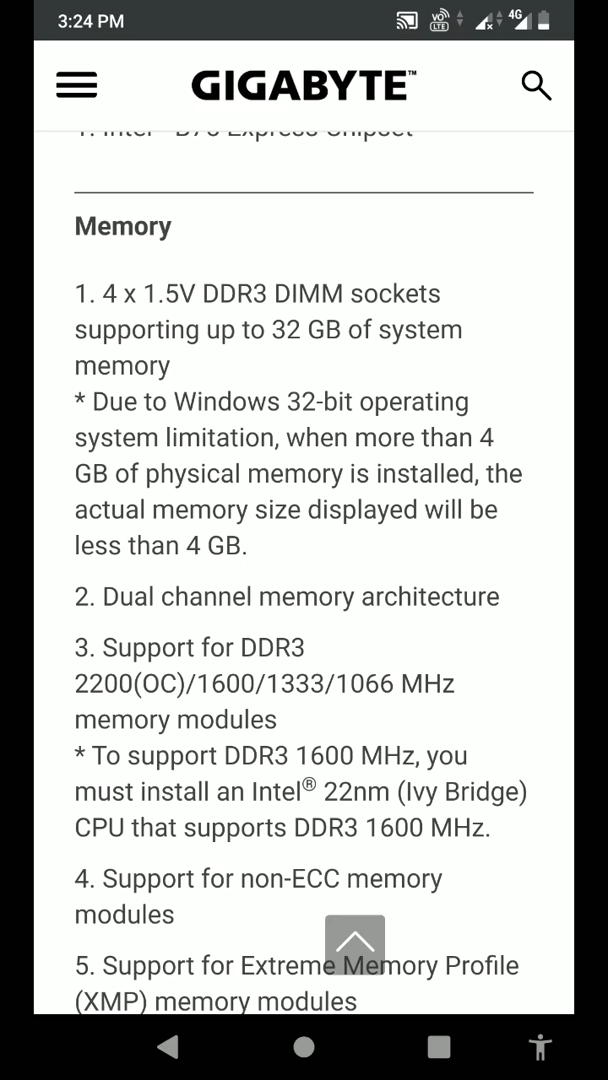 3:24 PM
VO LTE
4G
GIGABYTE™
Memory
1. 4 x 1.5V DDR3 DIMM sockets
supporting up to 32 GB of system
memory
* Due to Windows 32-bit operating
system limitation, when more than 4
GB of physical memory is installed, the
actual memory size displayed will be
less than 4 GB.
2. Dual channel memory architecture
3. Support for DDR3
2200(OC)/1600/1333/1066 MHz
memory modules
* To support DDR3 1600 MHz, you
must install an Intel® 22nm (Ivy Bridge)
CPU that supports DDR3 1600 MHz.
4. Support for non-ECC memory
modules
5. Support for Extreme Memory Profile
(XMP) memory modules